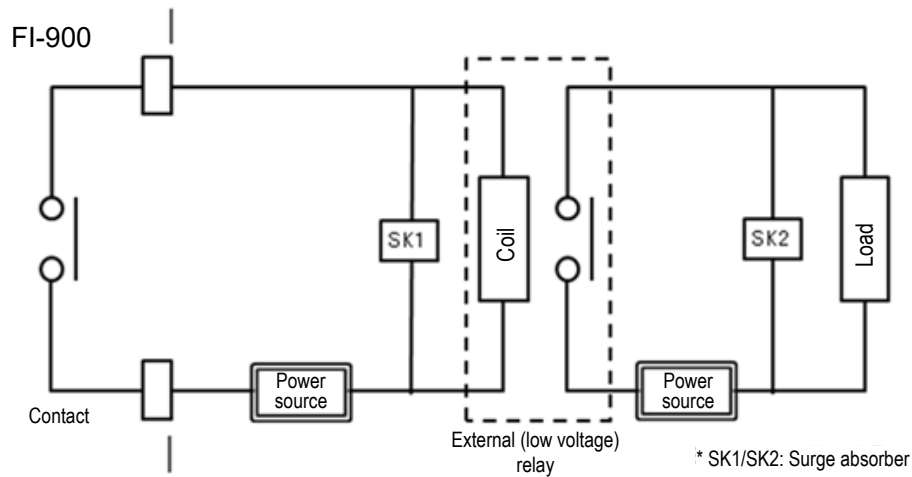 FI-900
SK1
Coil
SK2
Load
Power
source
Power
source
Contact
External (low voltage)
relay
* SK1/SK2: Surge absorber